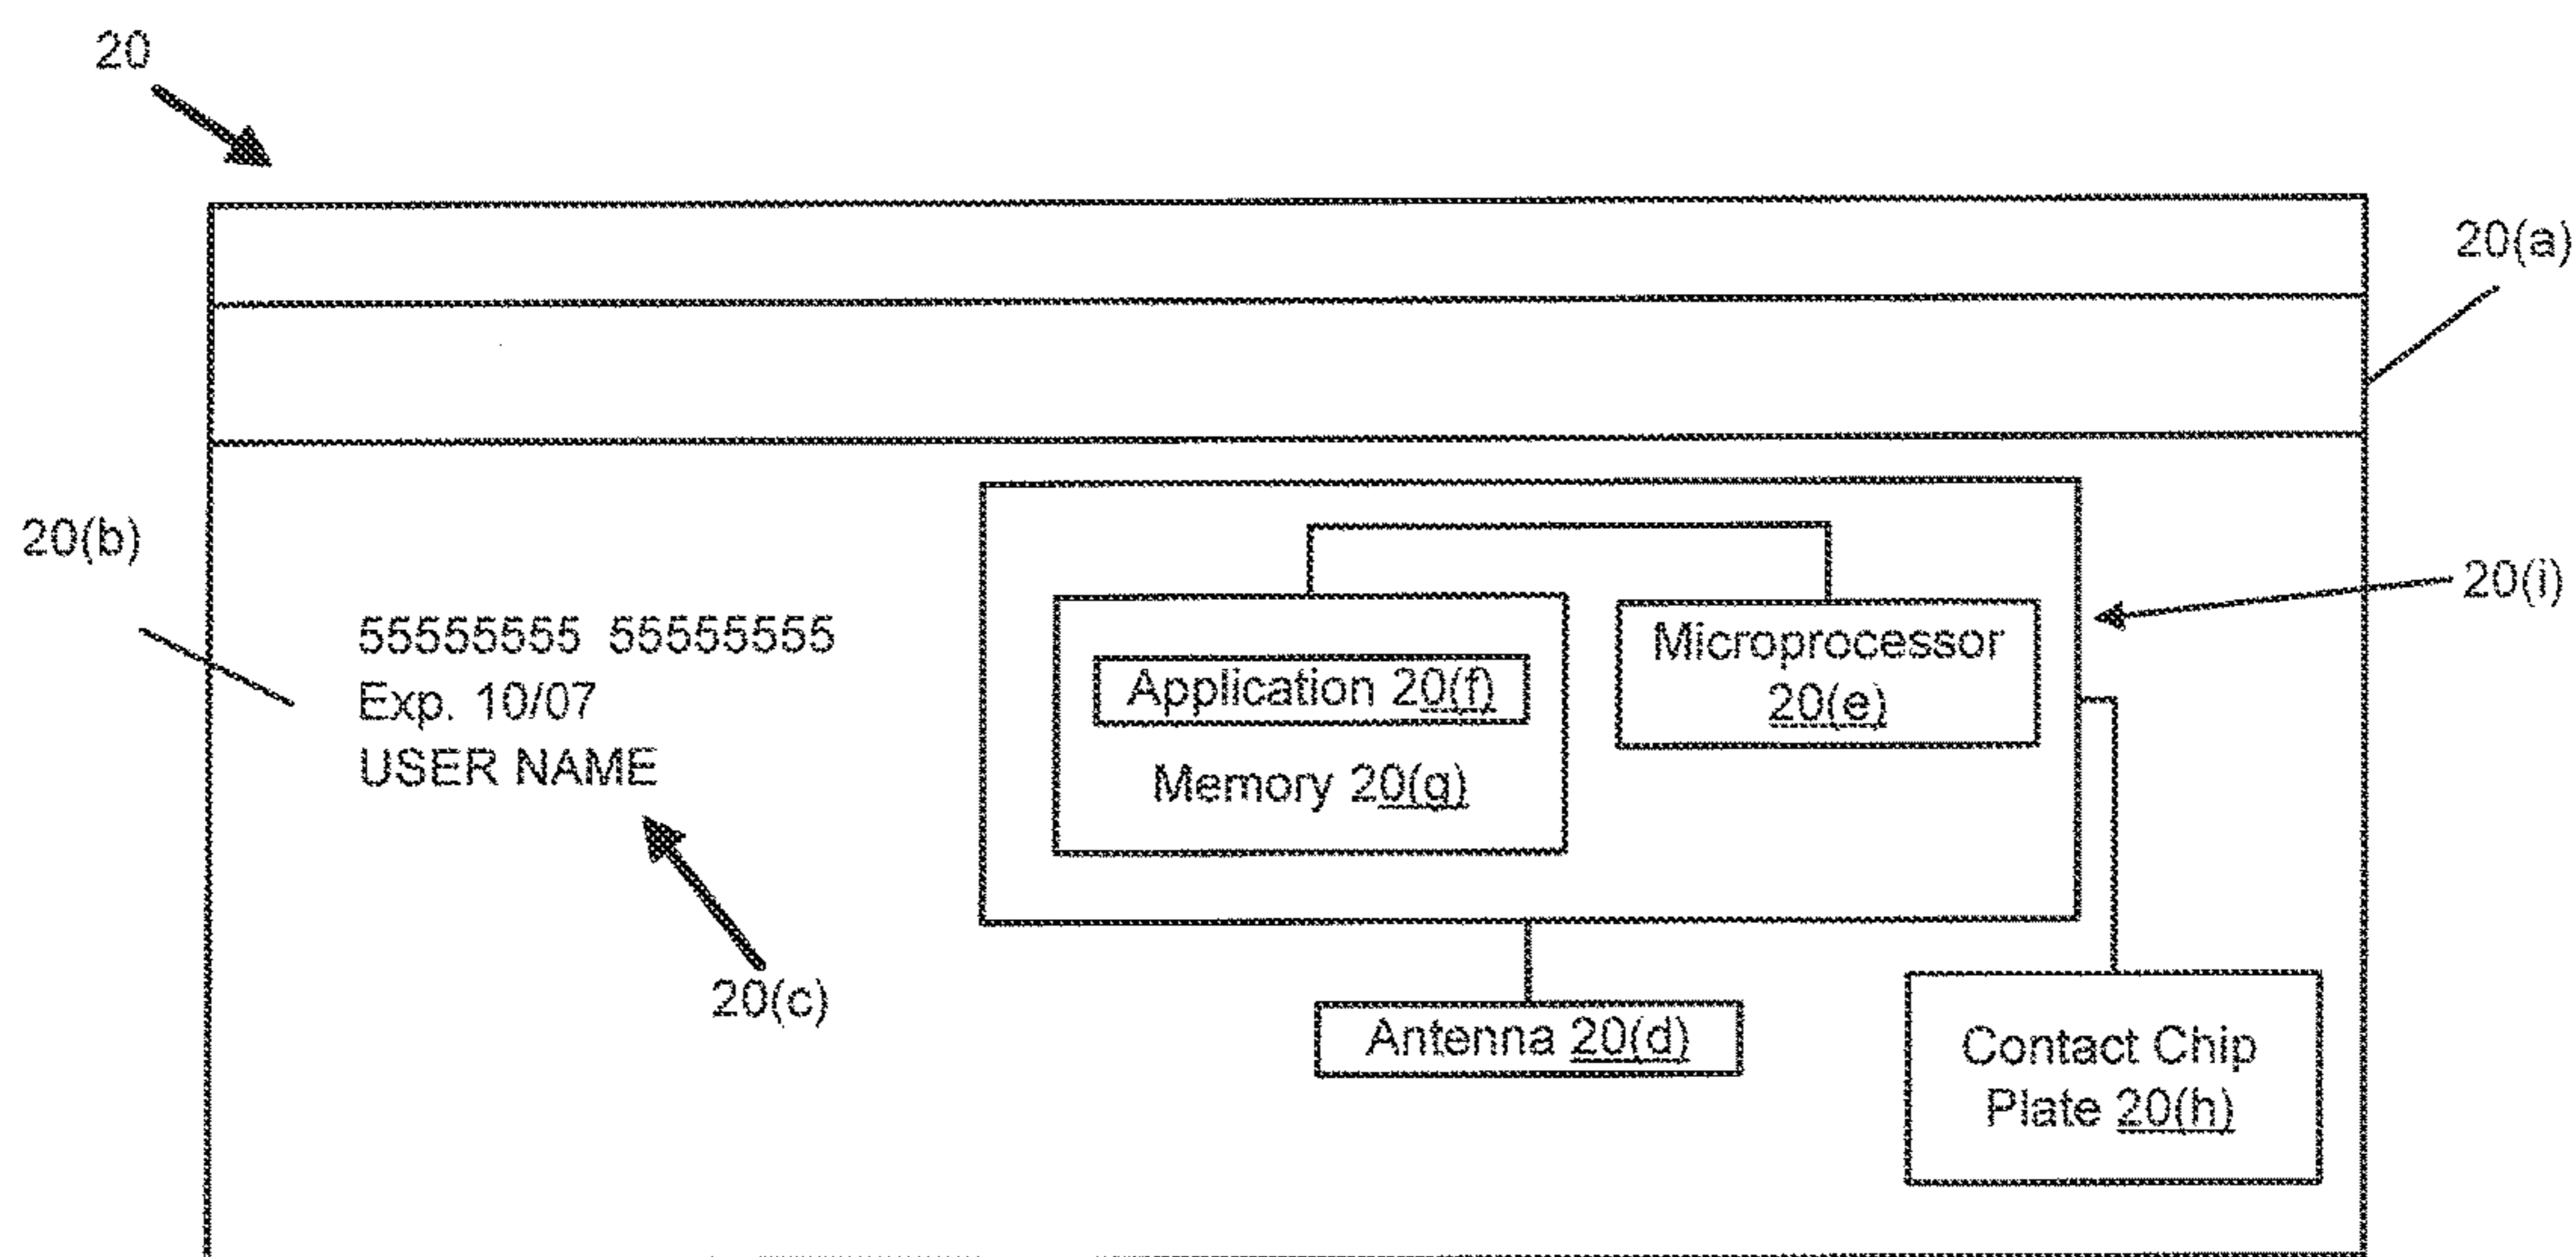 20
20(a)
20(b)
55555555 55555555
Exp. 10/07
USER NAME
20(c)
Application 20(f)
Memory 20(g)
Microprocessor
20(e)
20(i)
Antenna 20(d)
Contact Chip
Plate 20(h)